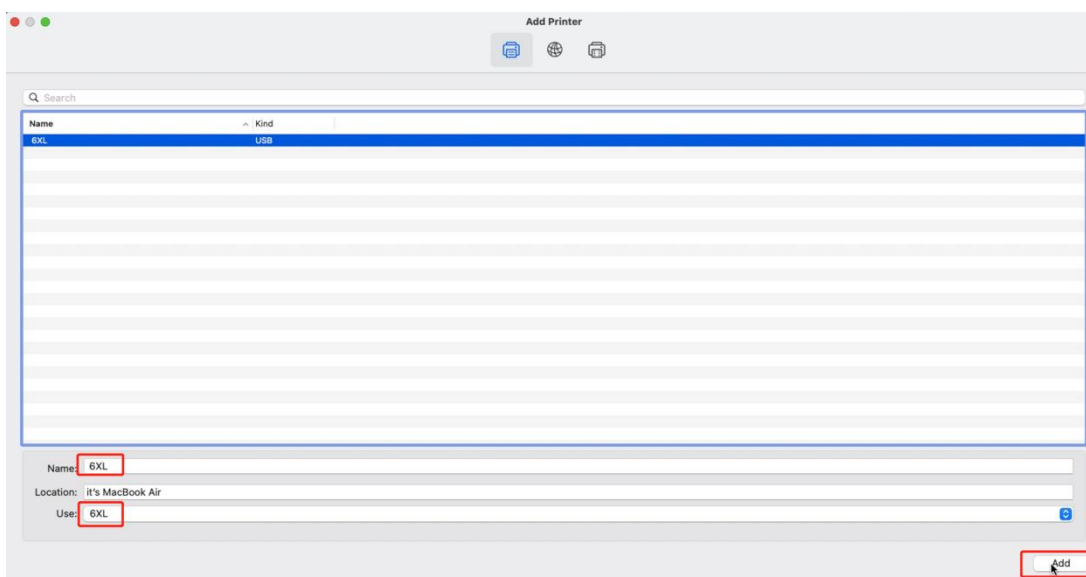 Add Printer
Search
Name Kind
6XL USB
Name: 6XL
Location: it's MacBook Air
Use: 6XL
Add